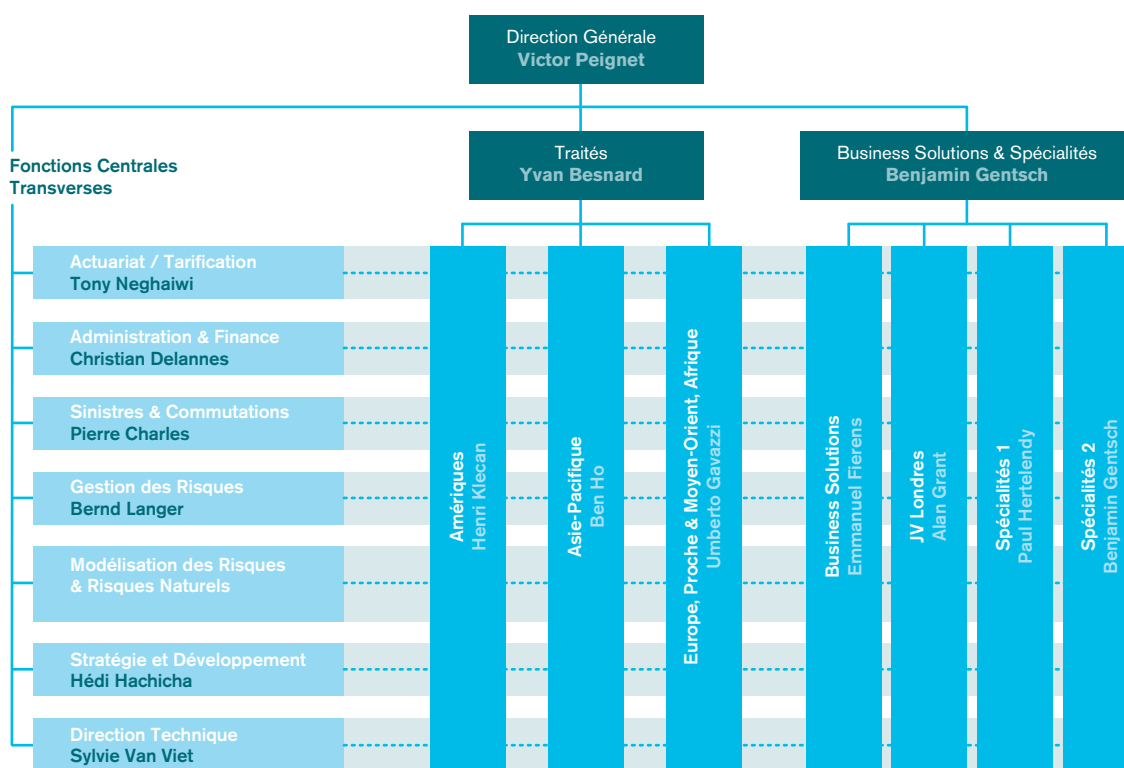 Direction Générale
Victor Peignet
Fonctions Centrales
Transverses
Traités
Yvan Besnard
Business Solutions & Spécialités
Benjamin Gentsch
Actuariat / Tarification
Tony Neghaiwi
Administration & Finance
Christian Delannes
Sinistres & Commutations
Pierre Charles
Gestion des Risques
Bernd Langer
Modélisation des Risques
& Risques Naturels
Stratégie et Développement
Hédi Hachicha
Direction Technique
Sylvie Van Viet
Amériques
Henri Klecan
Asie-Pacifique
Ben Ho
Europe, Proche & Moyen-Orient, Afrique
Umberto Gavazzi
Business Solutions
Emmanuel Fierens
JV Londres
Alan Grant
Spécialités 1
Paul Hertelendy
Spécialités 2
Benjamin Gentsch